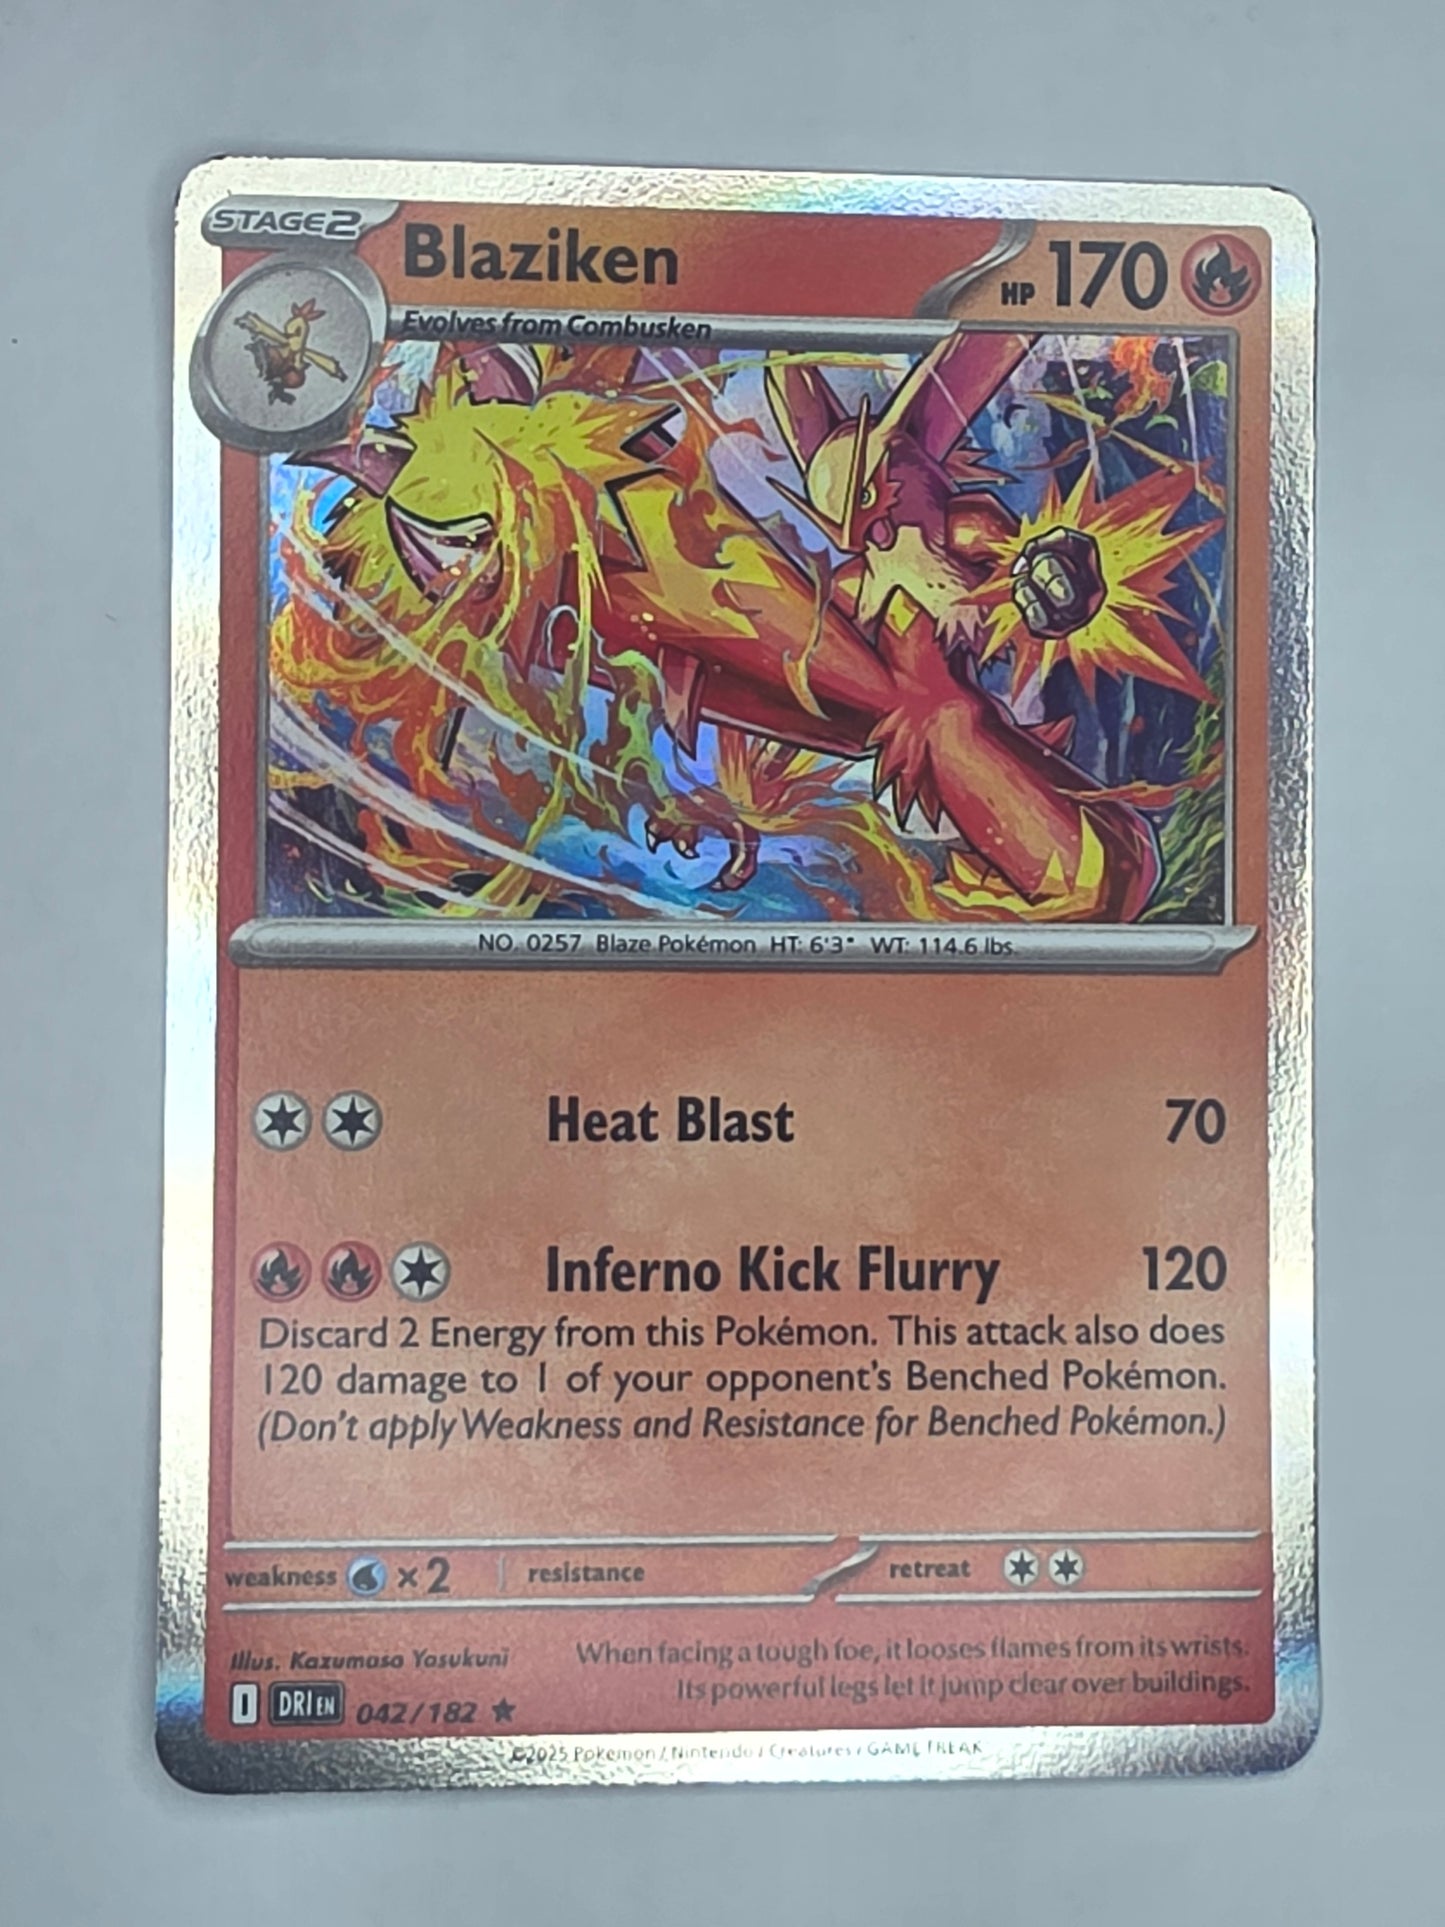 STAGE2
Blaziken
HP 170
Evolves from Combusken
NO. 0257 Blaze Pokémon HT: 6'3" WT: 114.6 lbs.
Heat Blast 70
Inferno Kick Flurry 120
Discard 2 Energy from this Pokémon. This attack also does
120 damage to 1 of your opponent's Benched Pokémon.
(Don't apply Weakness and Resistance for Benched Pokémon.)
weakness ×2 resistance retreat
Illus. Kazumasa Yasukuni
When facing a tough foe, it looses flames from its wrists.
Its powerful legs let it jump clear over buildings.
I DRI EN 042/182
©2025 Pokémon / Nintendo / Creatures / GAME FREAK